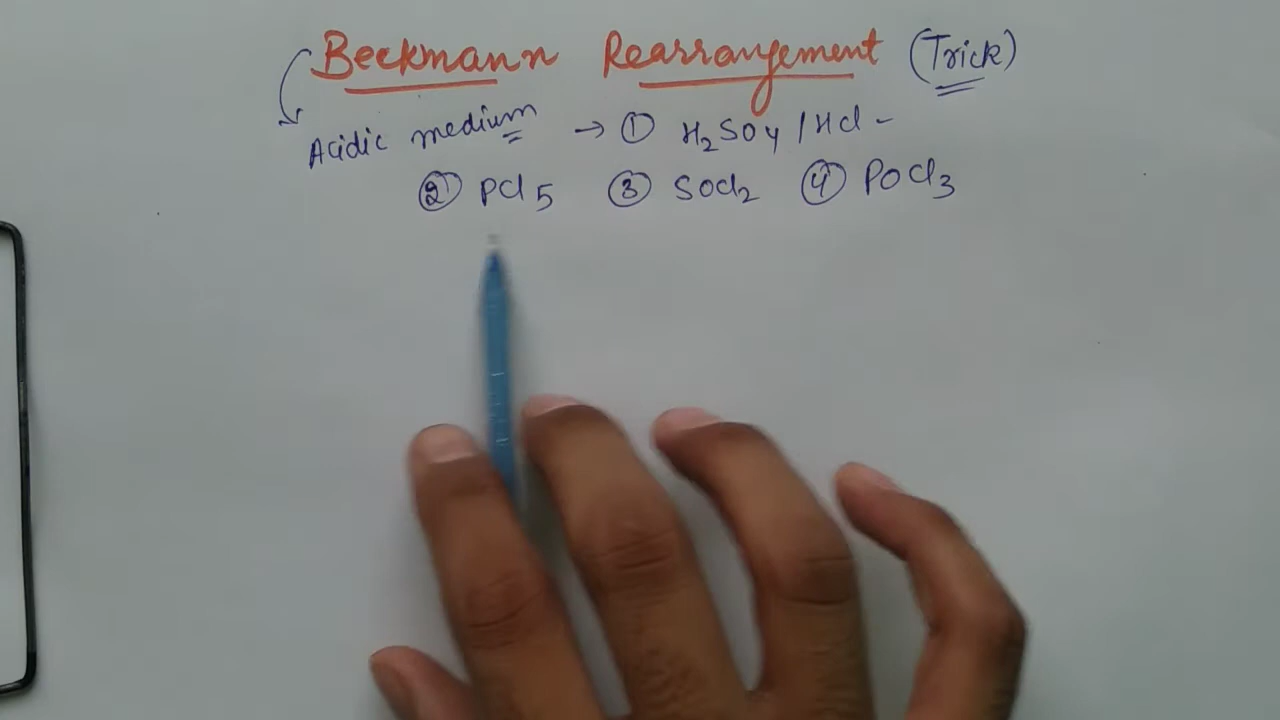 Beckmann Rearrangement (Trick)
Acidic medium → ① H₂SO₄ / HCl -
② PCl₅ ③ SOCl₂ ④ POCl₃